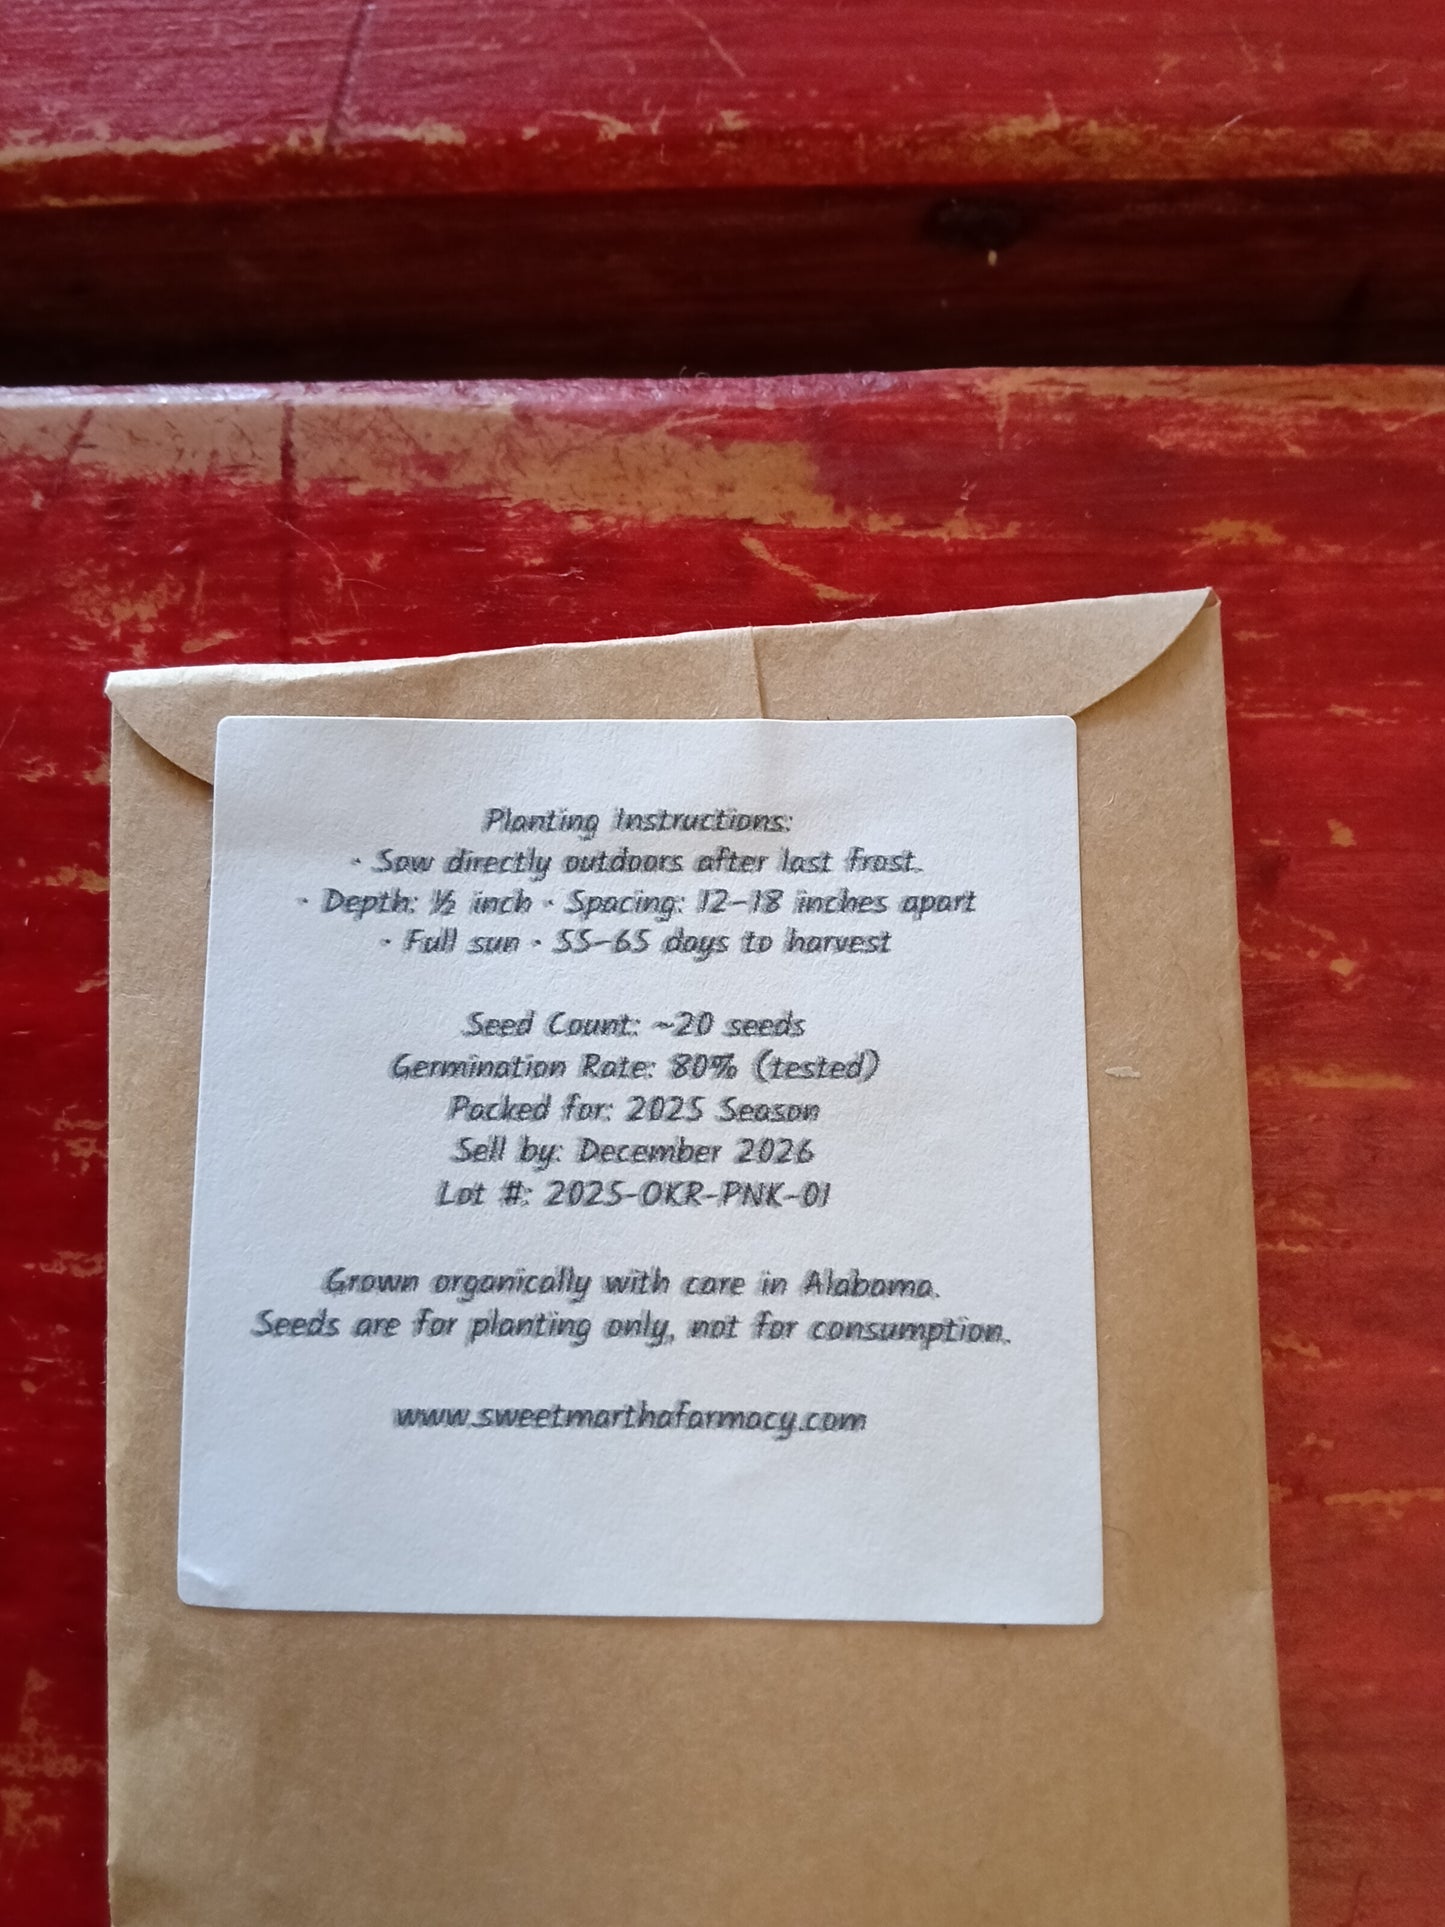 Planting Instructions:
• Sow directly outdoors after last frost.
• Depth: ½ inch • Spacing: 12–18 inches apart
• Full sun • 55–65 days to harvest
Seed Count: ~20 seeds
Germination Rate: 80% (tested)
Packed for: 2025 Season
Sell by: December 2026
Lot #: 2025-OKR-PNK-01
Grown organically with care in Alabama.
Seeds are for planting only, not for consumption.
www.sweetmarthafarmacy.com